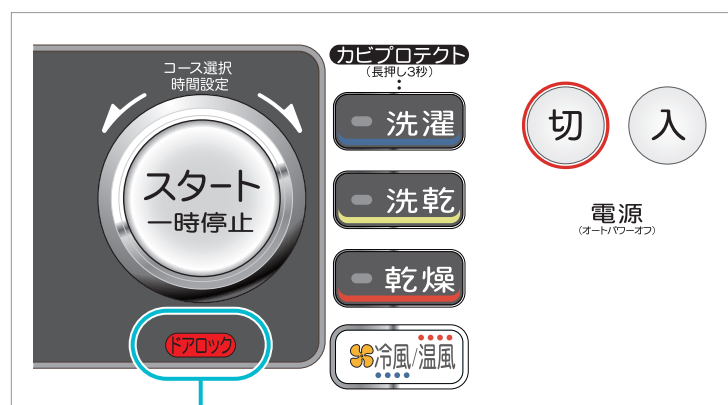 コース選択
時間設定
スタート
一時停止
ドアロック
カビプロテクト
(長押し3秒)
洗濯
洗乾
乾燥
冷風/温風
切
入
電源
(オートパワーオフ)